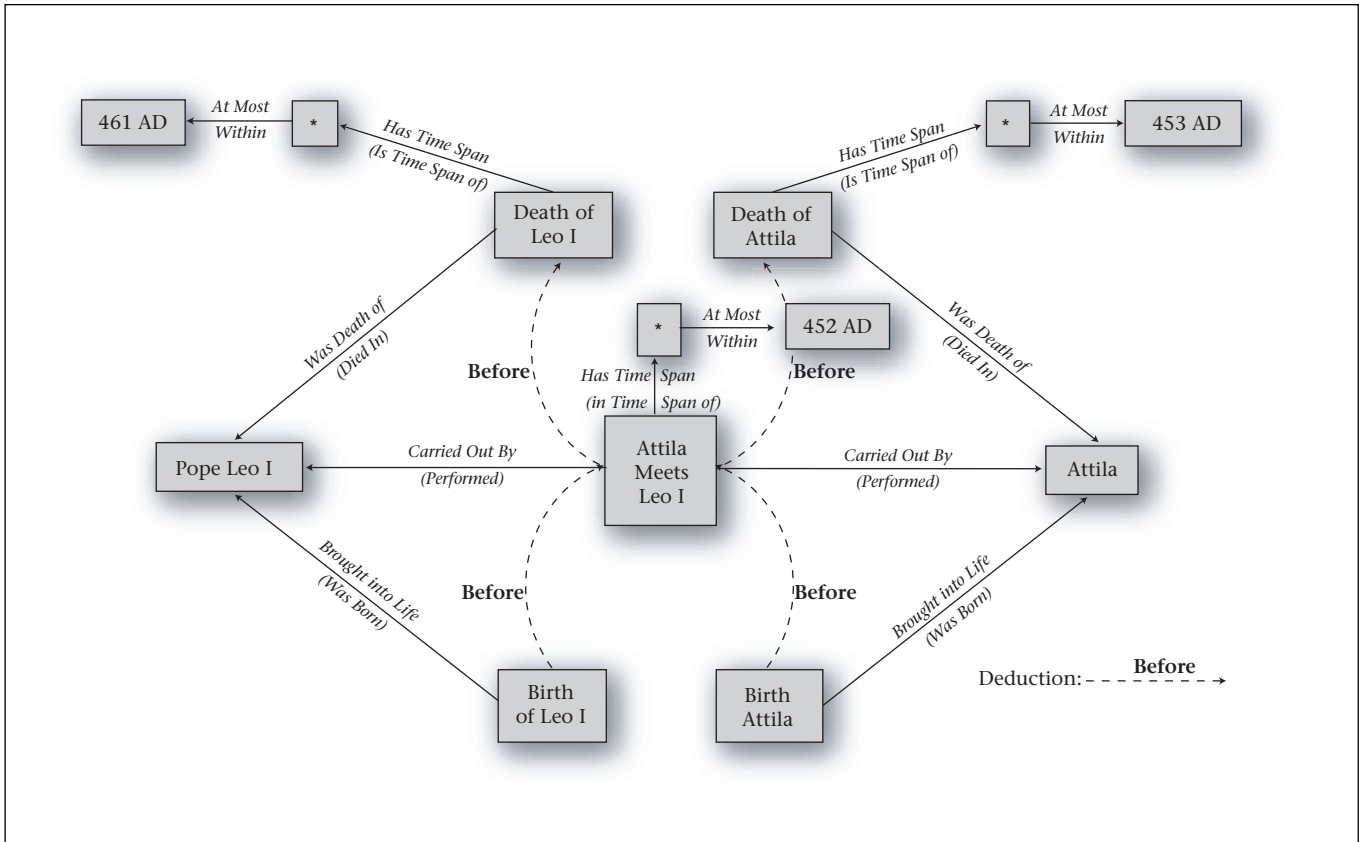 461 AD
At Most
Within
*
Has Time Span
(Is Time Span of)
Has Time Span
(Is Time Span of)
*
At Most
Within
453 AD
Death of
Leo I
Death of
Attila
*
At Most
Within
452 AD
Was Death of
(Died In)
Was Death of
(Died In)
Before
Has Time Span
(in Time Span of)
Before
Pope Leo I
Carried Out By
(Performed)
Attila
Meets
Leo I
Carried Out By
(Performed)
Attila
Brought into Life
(Was Born)
Before
Before
Brought into Life
(Was Born)
Birth
of Leo I
Birth
Attila
Deduction: Before